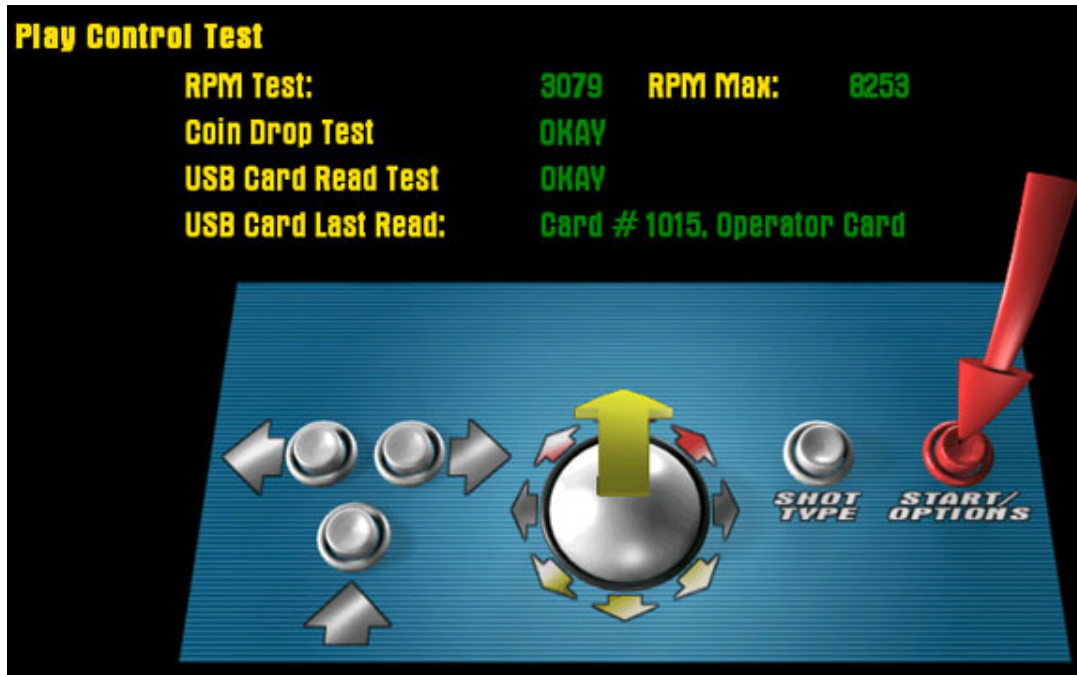 Play Control Test
RPM Test: 3079 RPM Max: 8253
Coin Drop Test OKAY
USB Card Read Test OKAY
USB Card Last Read: Card # 1015, Operator Card
SHOT TYPE
START/ OPTIONS